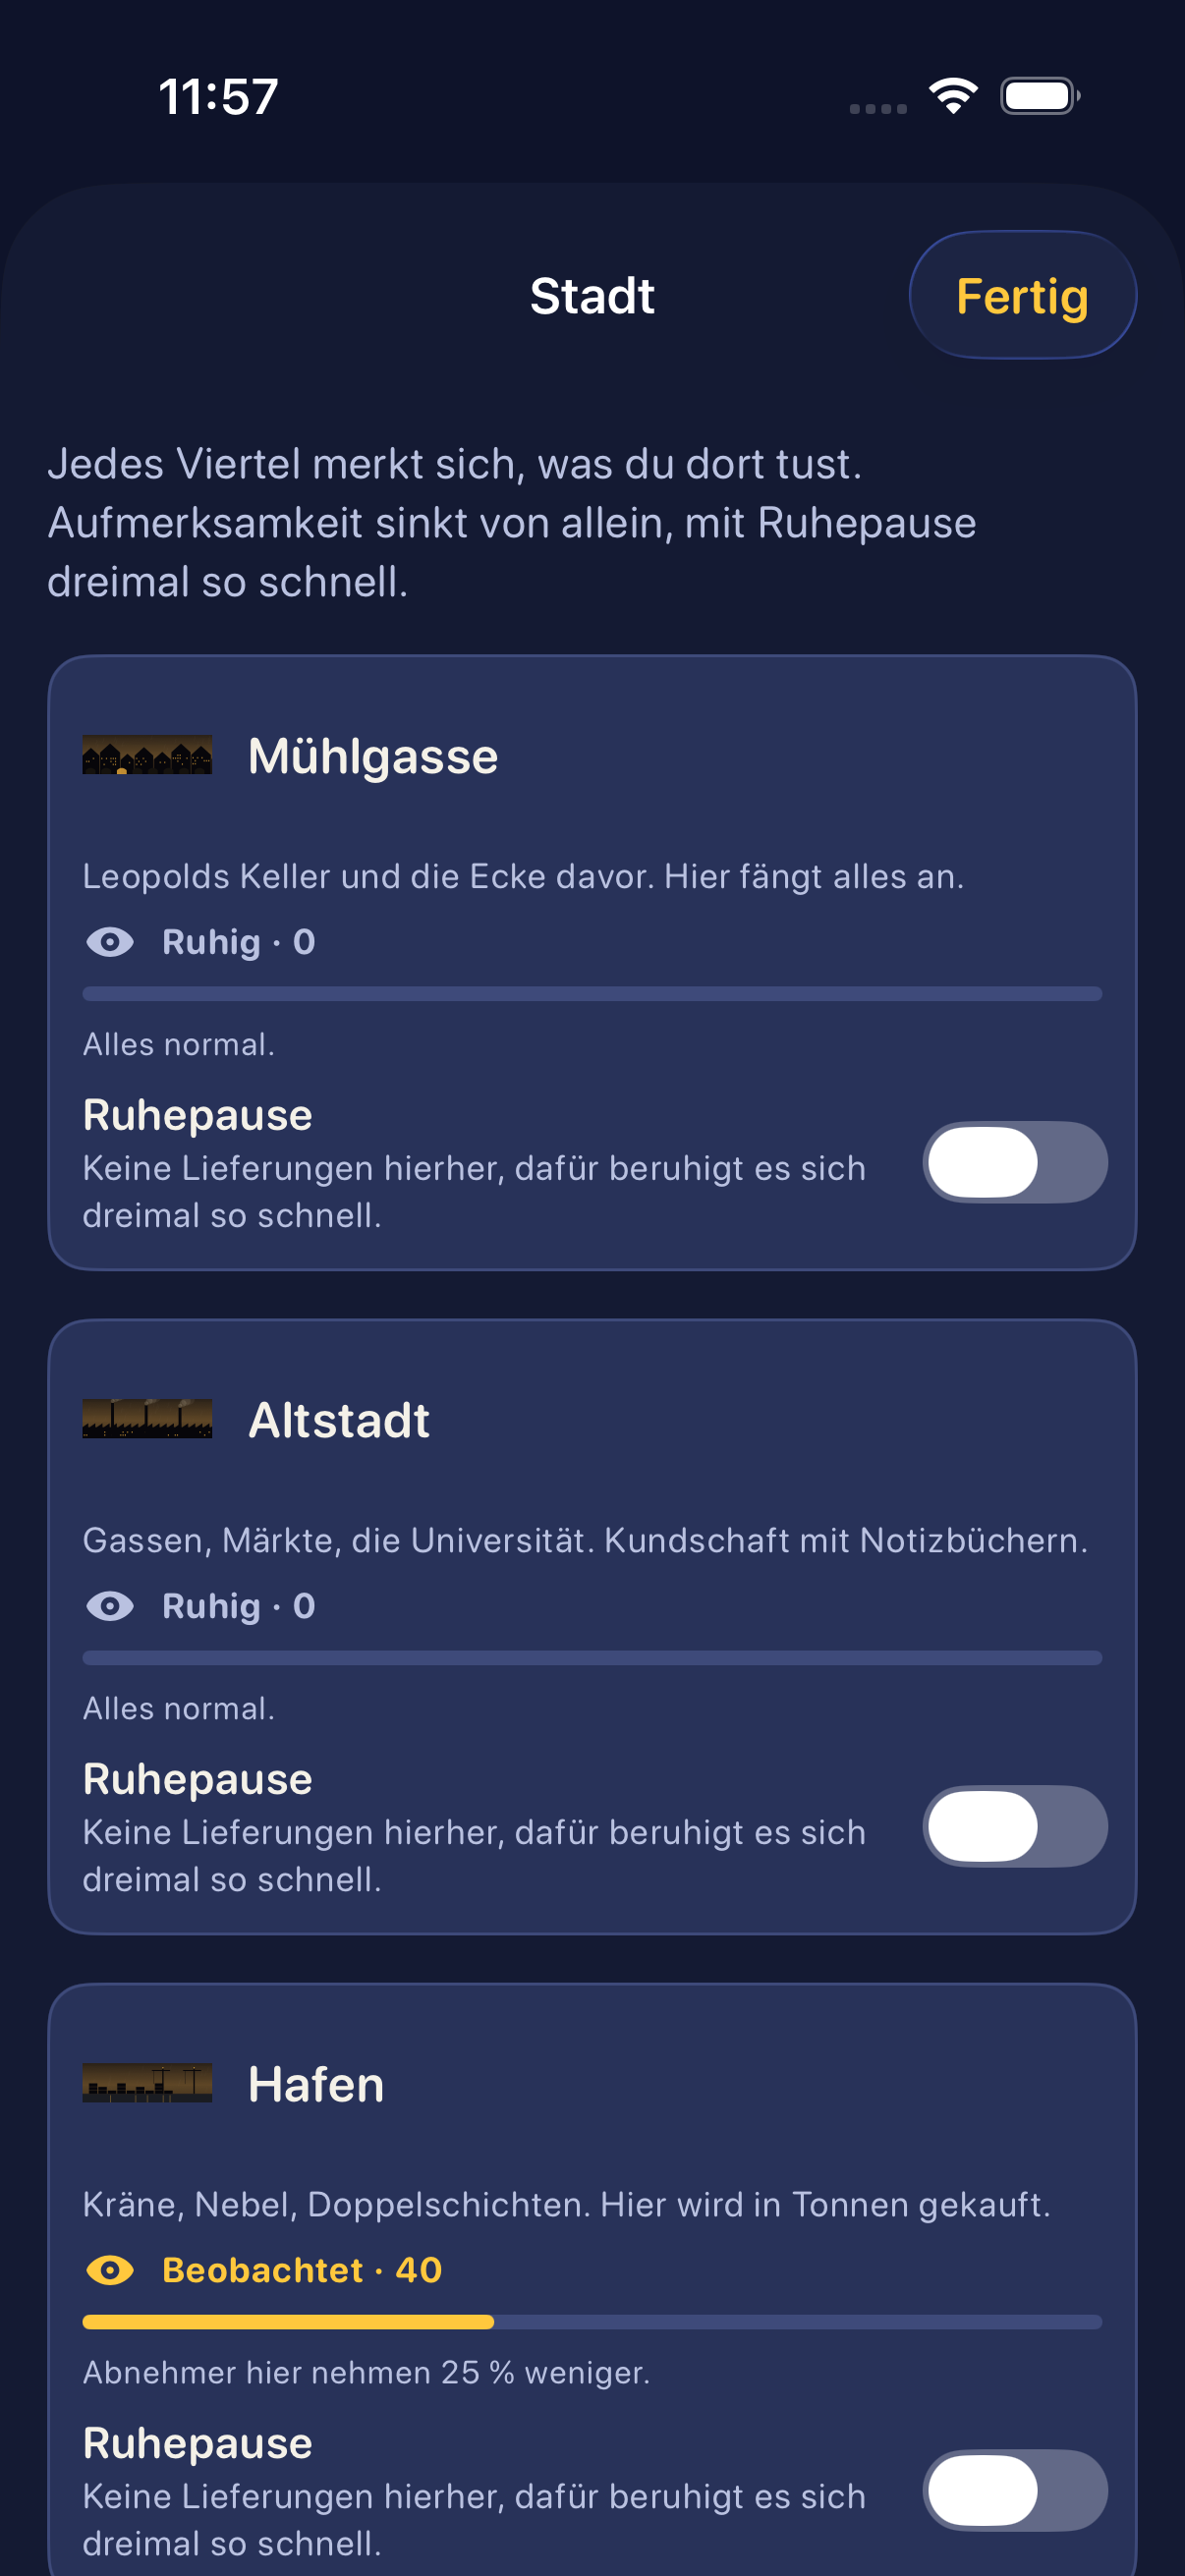 11:57
Stadt
Fertig
Jedes Viertel merkt sich, was du dort tust.
Aufmerksamkeit sinkt von allein, mit Ruhepause
dreimal so schnell.
Mühlgasse
Leopolds Keller und die Ecke davor. Hier fängt alles an.
Ruhig · 0
Alles normal.
Ruhepause
Keine Lieferungen hierher, dafür beruhigt es sich
dreimal so schnell.
Altstadt
Gassen, Märkte, die Universität. Kundschaft mit Notizbüchern.
Ruhig · 0
Alles normal.
Ruhepause
Keine Lieferungen hierher, dafür beruhigt es sich
dreimal so schnell.
Hafen
Kräne, Nebel, Doppelschichten. Hier wird in Tonnen gekauft.
Beobachtet · 40
Abnehmer hier nehmen 25 % weniger.
Ruhepause
Keine Lieferungen hierher, dafür beruhigt es sich
dreimal so schnell.